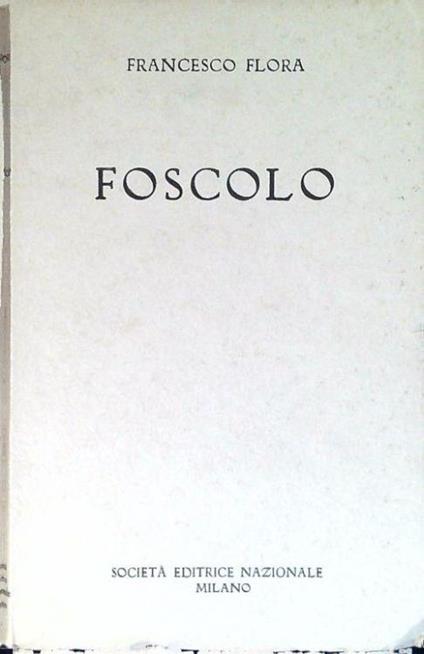 FRANCESCO FLORA
FOSCOLO
SOCIETÀ EDITRICE NAZIONALE
MILANO